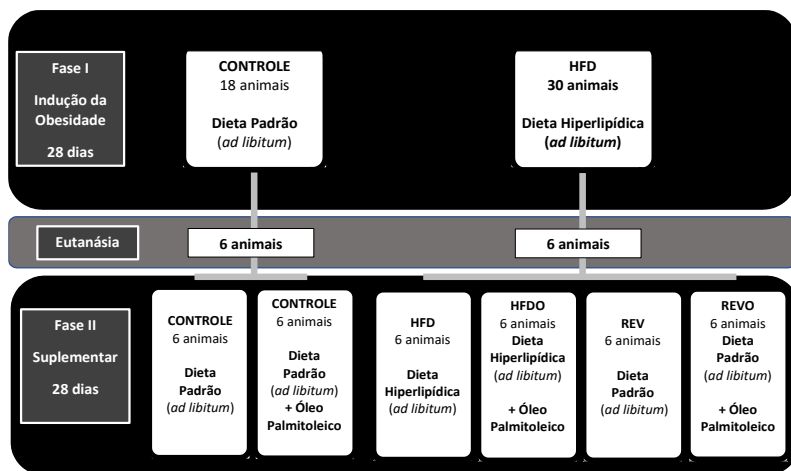 Fase I
Indução da
Obesidade
28 dias
CONTROLE
18 animais
Dieta Padrão
(ad libitum)
HFD
30 animais
Dieta Hiperlipídica
(ad libitum)
Eutanásia
6 animais
6 animais
Fase II
Suplementar
28 dias
CONTROLE
6 animais
Dieta
Padrão
(ad libitum)
CONTROLE
6 animais
Dieta
Padrão
(ad libitum)
+ Óleo
Palmitoleico
HFD
6 animais
Dieta
Hiperlipídica
(ad libitum)
HFDO
6 animais
Dieta
Hiperlipídica
(ad libitum)
+ Óleo
Palmitoleico
REV
6 animais
Dieta
Padrão
(ad libitum)
REVO
6 animais
Dieta
Padrão
(ad libitum)
+ Óleo
Palmitoleico